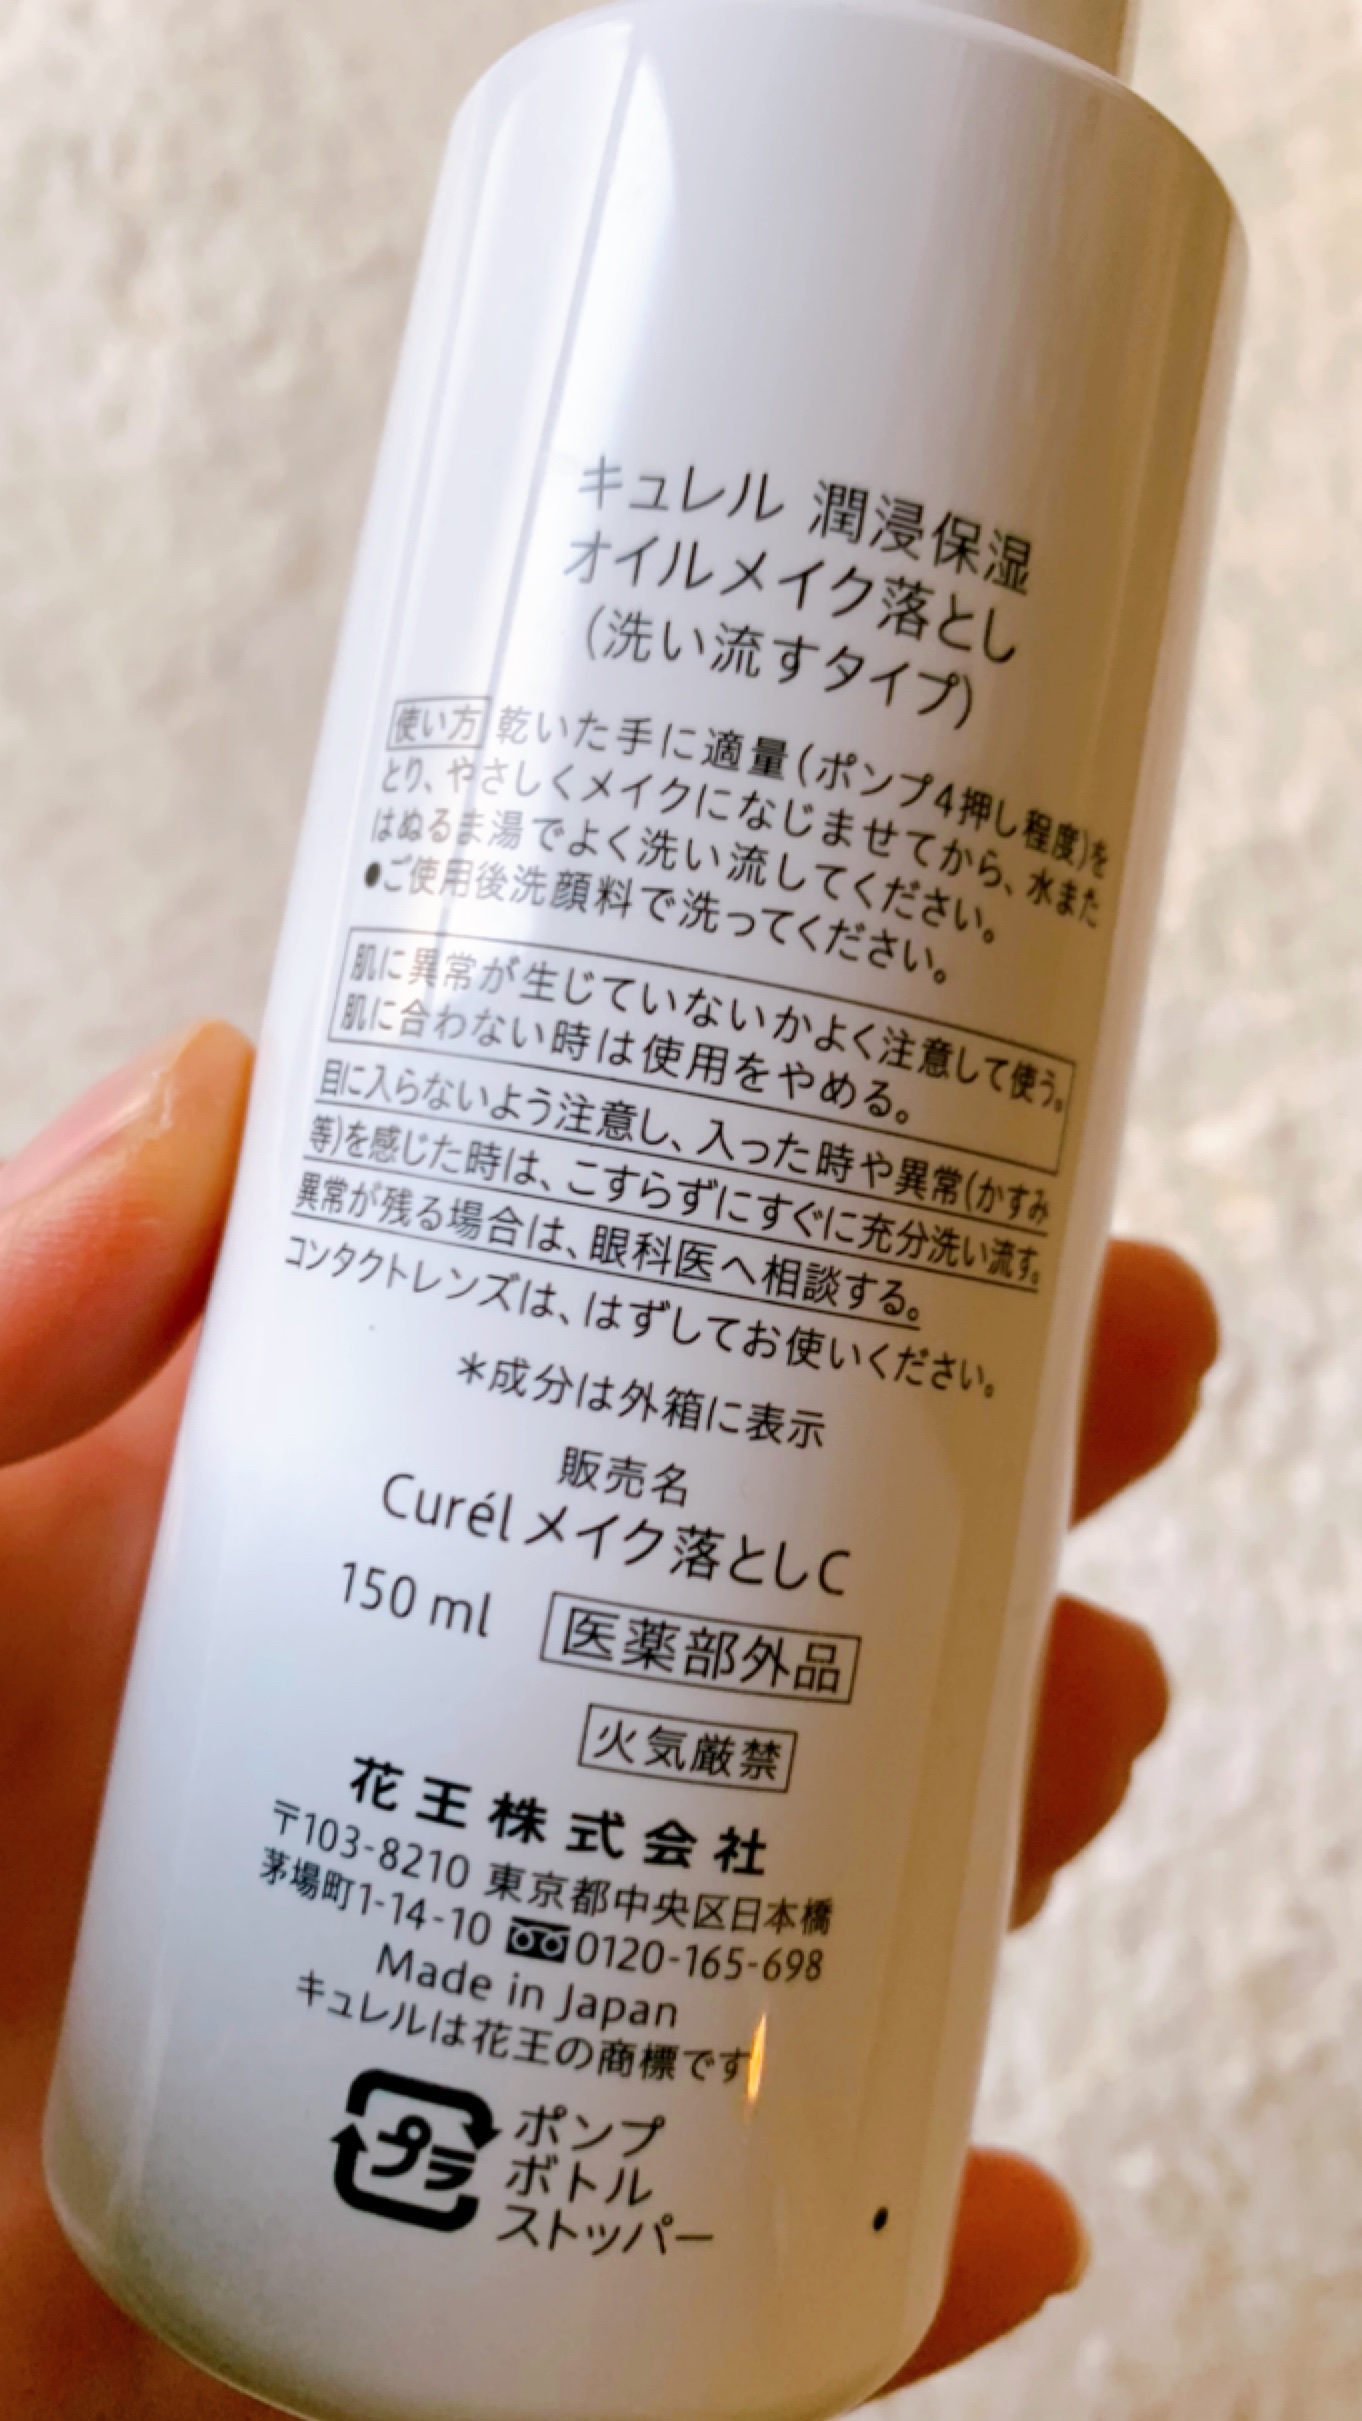 キュレル 潤浸保湿
オイルメイク落とし
(洗い流すタイプ)
使い方 乾いた手に適量(ポンプ4押し程度)を
とり、やさしくメイクになじませてから、水また
はぬるま湯でよく洗い流してください。
●ご使用後洗顔料で洗ってください。
肌に異常が生じていないかよく注意して使う。
肌に合わない時は使用をやめる。
目に入らないよう注意し、入った時や異常(かすみ
等)を感じた時は、こすらずにすぐに充分洗い流す。
異常が残る場合は、眼科医へ相談する。
コンタクトレンズは、はずしてお使いください。
*成分は外箱に表示
販売名
Curél メイク落としC
150 ml 医薬部外品
火気厳禁
花王株式会社
〒103-8210 東京都中央区日本橋
茅場町1-14-10 0120-165-698
Made in Japan
キュレルは花王の商標です
プラ ポンプ
ボトル
ストッパー